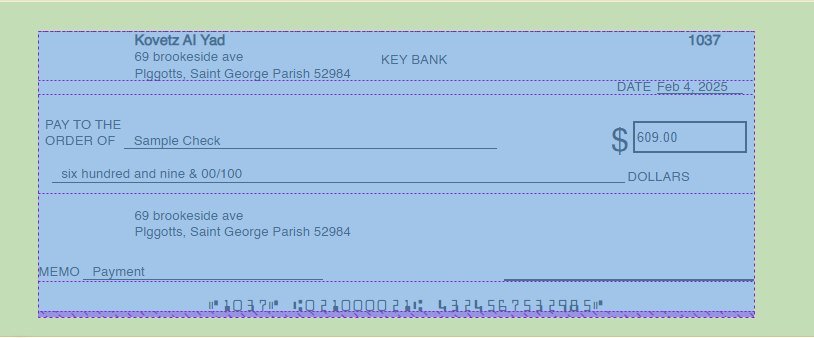 Kovetz Al Yad 1037
69 brookeside ave KEY BANK
PIggotts, Saint George Parish 52984
DATE Feb 4, 2025
PAY TO THE
ORDER OF Sample Check $ 609.00
six hundred and nine & 00/100 DOLLARS
69 brookeside ave
PIggotts, Saint George Parish 52984
MEMO Payment
⑈1037⑈ ⑆021000021⑆ 4324567532985⑈